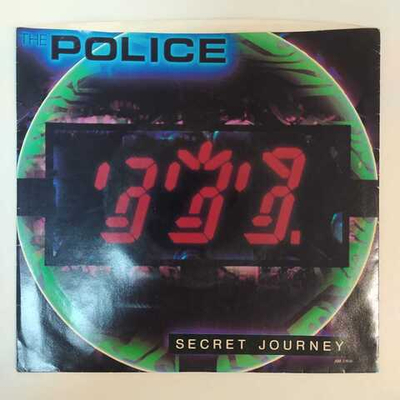 THE POLICE
SECRET JOURNEY